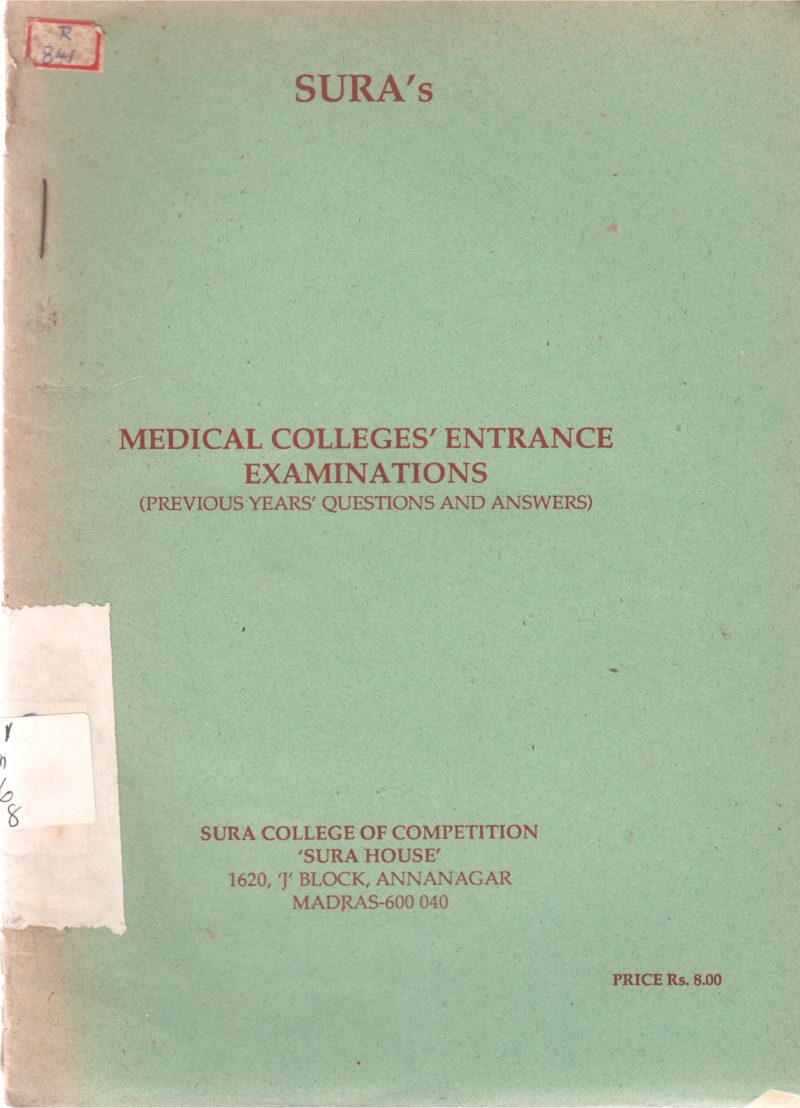 R
841
SURA's
MEDICAL COLLEGES' ENTRANCE
EXAMINATIONS
(PREVIOUS YEARS' QUESTIONS AND ANSWERS)
SURA COLLEGE OF COMPETITION
'SURA HOUSE'
1620, 'J' BLOCK, ANNANAGAR
MADRAS-600 040
PRICE Rs. 8.00
8